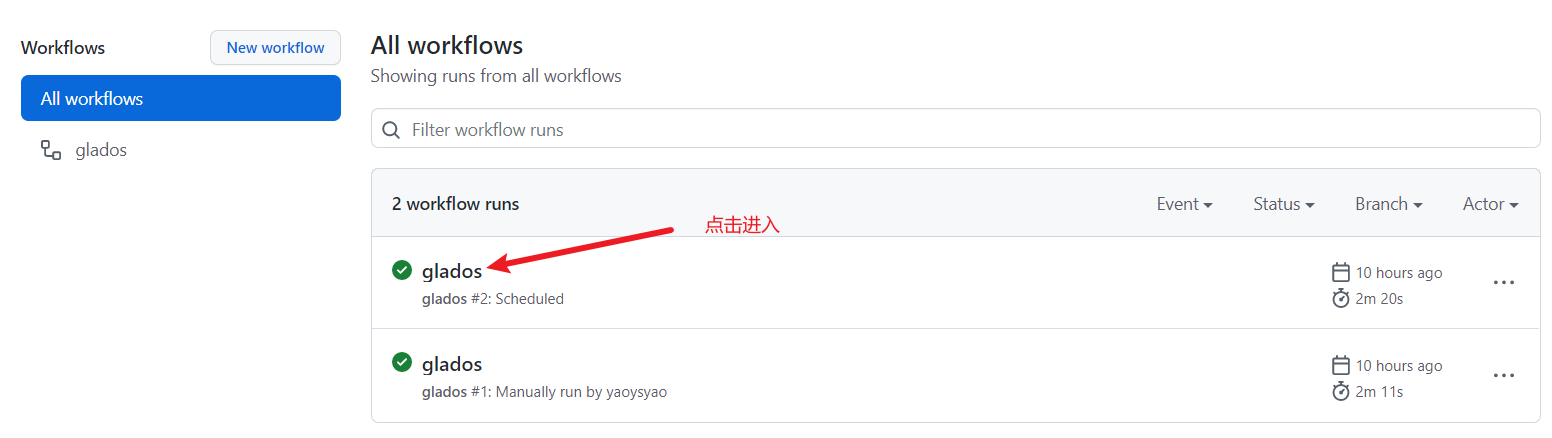 Workflows
New workflow
All workflows
glados
All workflows
Showing runs from all workflows
Filter workflow runs
2 workflow runs
Event
Status
Branch
Actor
点击进入
glados
glados #2: Scheduled
10 hours ago
2m 20s
glados
glados #1: Manually run by yaoysyao
10 hours ago
2m 11s